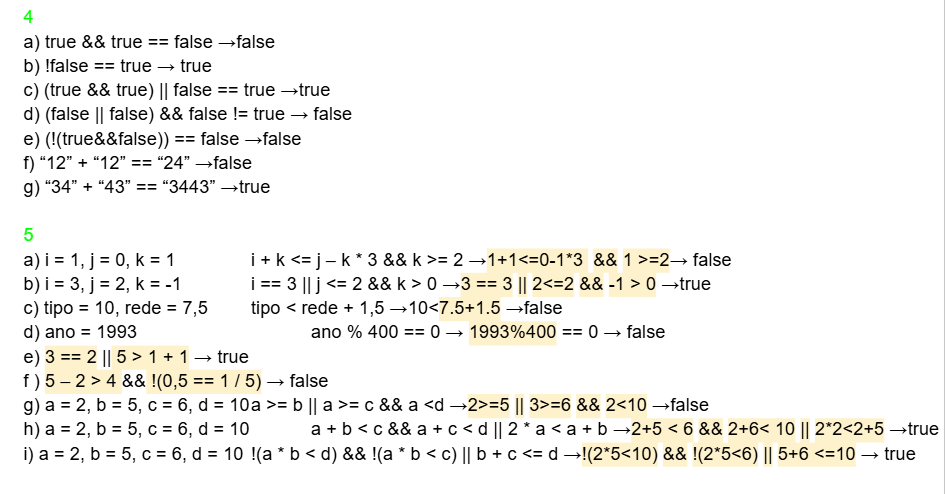 4
a) true && true == false →false
b) !false == true → true
c) (true && true) || false == true →true
d) (false || false) && false != true → false
e) (!(true&&false)) == false →false
f) “12” + “12” == “24” →false
g) “34” + “43” == “3443” →true
5
a) i = 1, j = 0, k = 1 i + k <= j – k * 3 && k >= 2 →1+1<=0-1*3 && 1 >=2→ false
b) i = 3, j = 2, k = -1 i == 3 || j <= 2 && k > 0 →3 == 3 || 2<=2 && -1 > 0 →true
c) tipo = 10, rede = 7,5 tipo < rede + 1,5 →10<7.5+1.5 →false
d) ano = 1993 ano % 400 == 0 → 1993%400 == 0 → false
e) 3 == 2 || 5 > 1 + 1 → true
f ) 5 – 2 > 4 && !(0,5 == 1 / 5) → false
g) a = 2, b = 5, c = 6, d = 10a >= b || a >= c && a <d →2>=5 || 3>=6 && 2<10 →false
h) a = 2, b = 5, c = 6, d = 10 a + b < c && a + c < d || 2 * a < a + b →2+5 < 6 && 2+6< 10 || 2*2<2+5 →true
i) a = 2, b = 5, c = 6, d = 10 !(a * b < d) && !(a * b < c) || b + c <= d →!(2*5<10) && !(2*5<6) || 5+6 <=10 → true